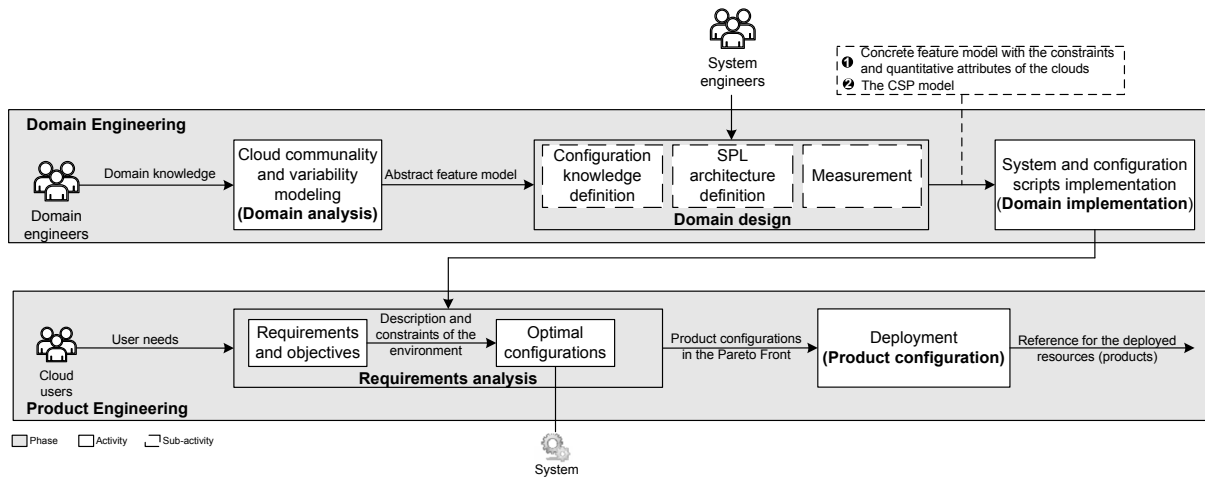 System
engineers
❶ Concrete feature model with the constraints
and quantitative attributes of the clouds
❷ The CSP model
Domain Engineering
Domain
engineers
Domain knowledge
Cloud communality
and variability
modeling
(Domain analysis)
Abstract feature model
Configuration
knowledge
definition
SPL
architecture
definition
Measurement
Domain design
System and configuration
scripts implementation
(Domain implementation)
Cloud
users
User needs
Requirements
and objectives
Description and
constraints of the
environment
Optimal
configurations
Requirements analysis
Product configurations
in the Pareto Front
Deployment
(Product configuration)
Reference for the deployed
resources (products)
Product Engineering
Phase
Activity
Sub-activity
System